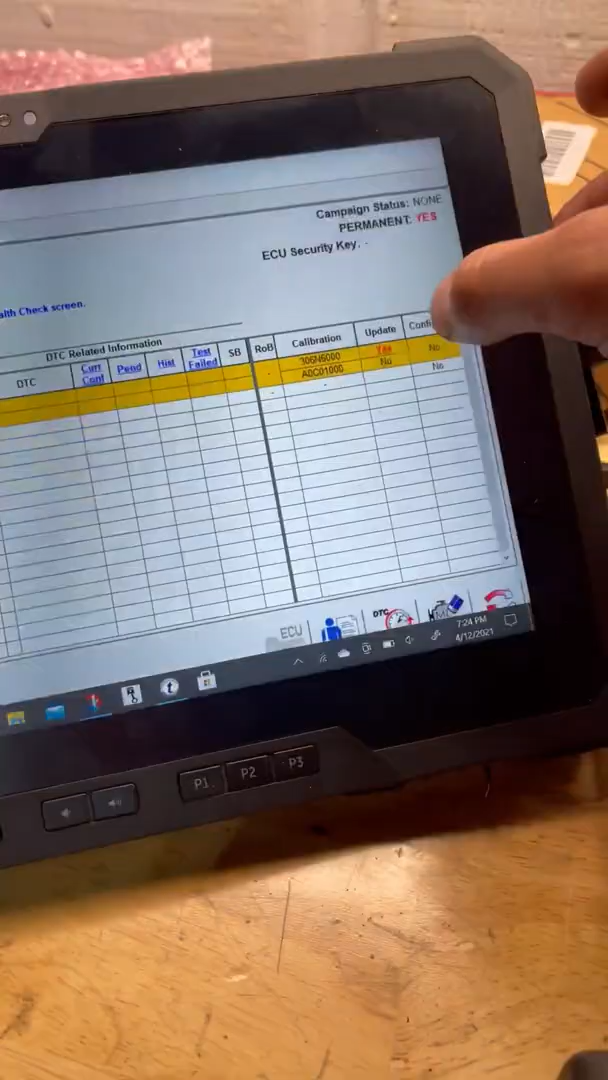 Campaign Status: NONE
PERMANENT: YES
ECU Security Key. -
alth Check screen.
DTC Related Information
DTC
Curr
Conf
Pend
Hist
Test
Failed
SB
RoB
Calibration
Update
Confi
306N6000
Yes
No
A0C01000
No
No
ECU
DTC
7:24 PM
4/12/2021
P1
P2
P3